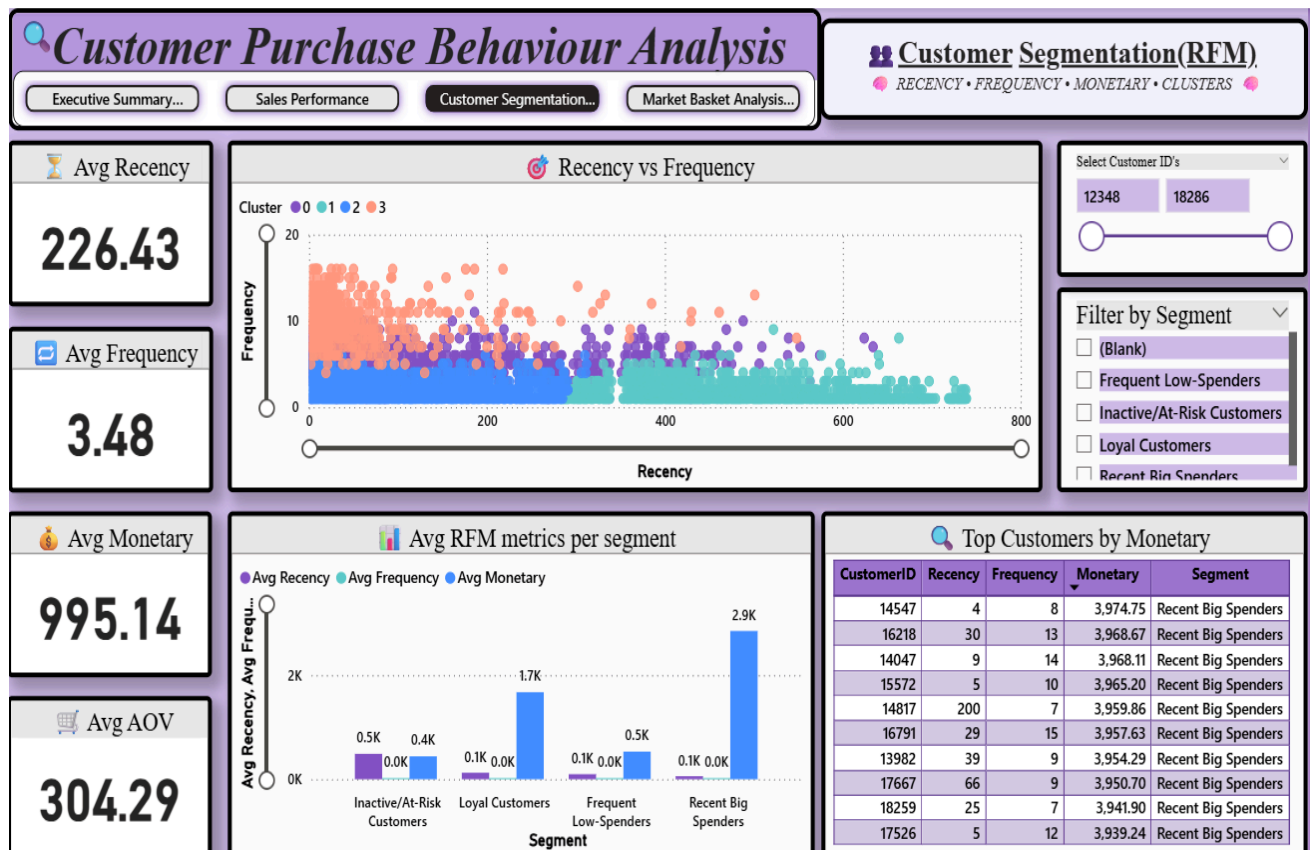 Customer Purchase Behaviour Analysis
Executive Summary...
Sales Performance
Customer Segmentation...
Market Basket Analysis...
Customer Segmentation(RFM)
RECENCY • FREQUENCY • MONETARY • CLUSTERS
Avg Recency
226.43
Avg Frequency
3.48
Avg Monetary
995.14
Avg AOV
304.29
Recency vs Frequency
Cluster 0 1 2 3
Frequency
20
10
0
0 200 400 600 800
Recency
Select Customer ID's
12348 18286
Filter by Segment
(Blank)
Frequent Low-Spenders
Inactive/At-Risk Customers
Loyal Customers
Recent Big Spenders
Avg RFM metrics per segment
Avg Recency Avg Frequency Avg Monetary
Avg Recency, Avg Frequ...
2K
0K
0.5K 0.0K 0.4K
0.1K 0.0K 1.7K
0.1K 0.0K 0.5K
0.1K 0.0K 2.9K
Inactive/At-Risk Customers
Loyal Customers
Frequent Low-Spenders
Recent Big Spenders
Segment
Top Customers by Monetary
CustomerID Recency Frequency Monetary Segment
14547 4 8 3,974.75 Recent Big Spenders
16218 30 13 3,968.67 Recent Big Spenders
14047 9 14 3,968.11 Recent Big Spenders
15572 5 10 3,965.20 Recent Big Spenders
14817 200 7 3,959.86 Recent Big Spenders
16791 29 15 3,957.63 Recent Big Spenders
13982 39 9 3,954.29 Recent Big Spenders
17667 66 9 3,950.70 Recent Big Spenders
18259 25 7 3,941.90 Recent Big Spenders
17526 5 12 3,939.24 Recent Big Spenders